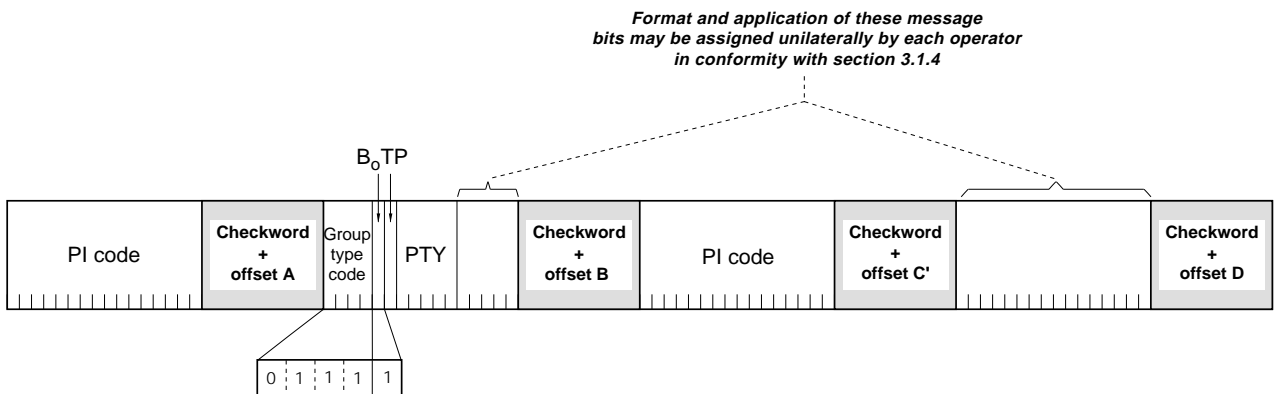 Format and application of these message
bits may be assigned unilaterally by each operator
in conformity with section 3.1.4
BoTP
PI code
Checkword
+
offset A
Group
type
code
PTY
Checkword
+
offset B
PI code
Checkword
+
offset C'
Checkword
+
offset D
0 1 1 1 1